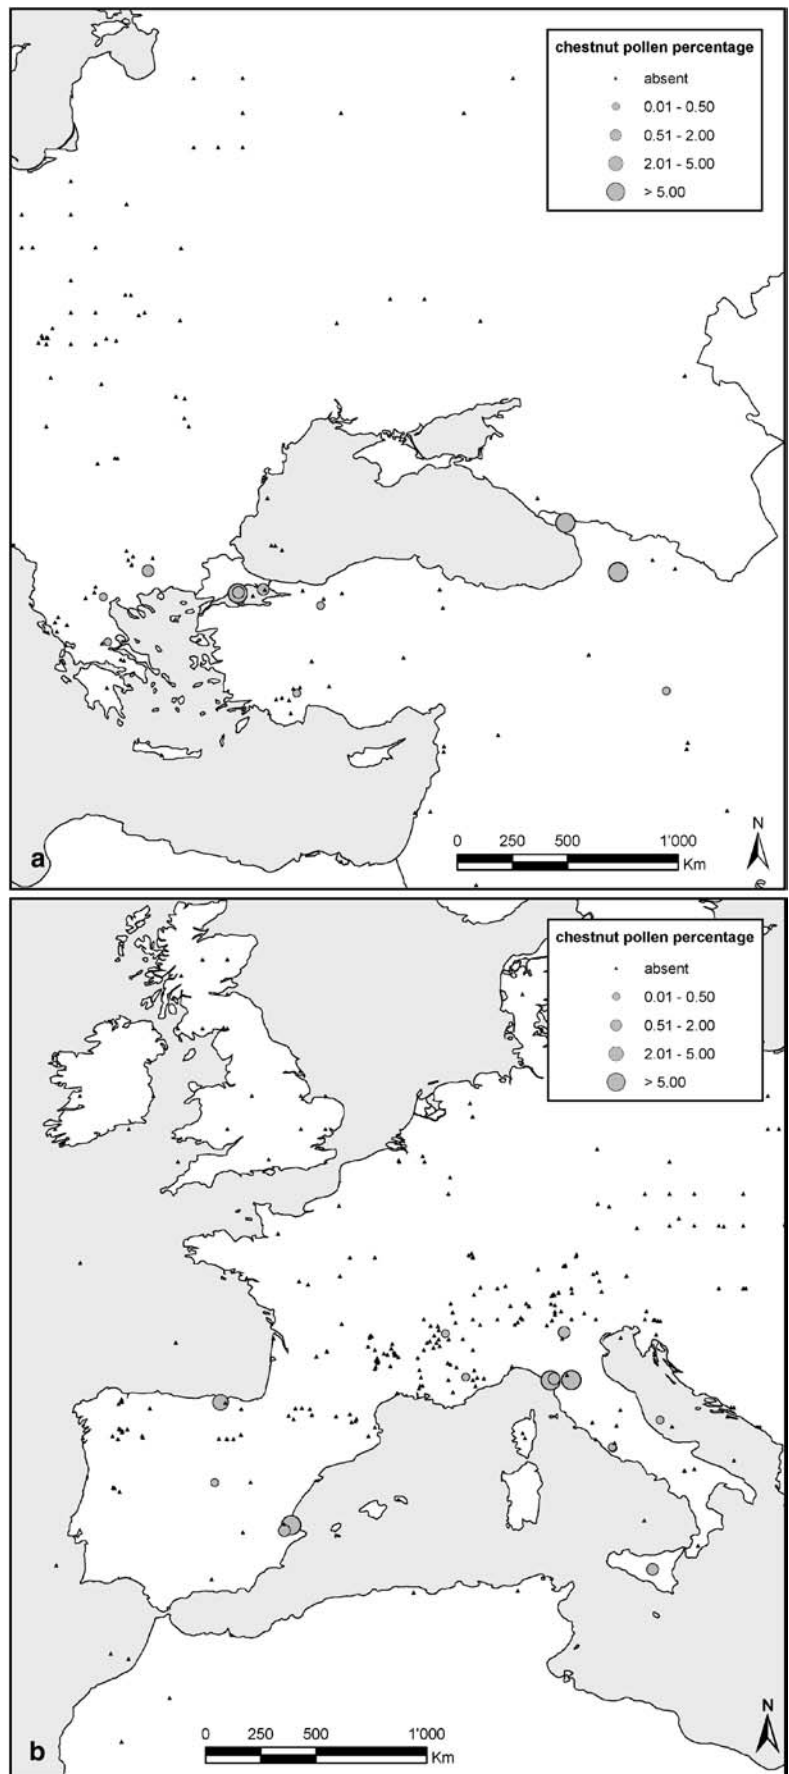 chestnut pollen percentage
absent
0.01 - 0.50
0.51 - 2.00
2.01 - 5.00
> 5.00
N
0 250 500 1'000
Km
a
chestnut pollen percentage
absent
0.01 - 0.50
0.51 - 2.00
2.01 - 5.00
> 5.00
N
0 250 500 1'000
Km
b